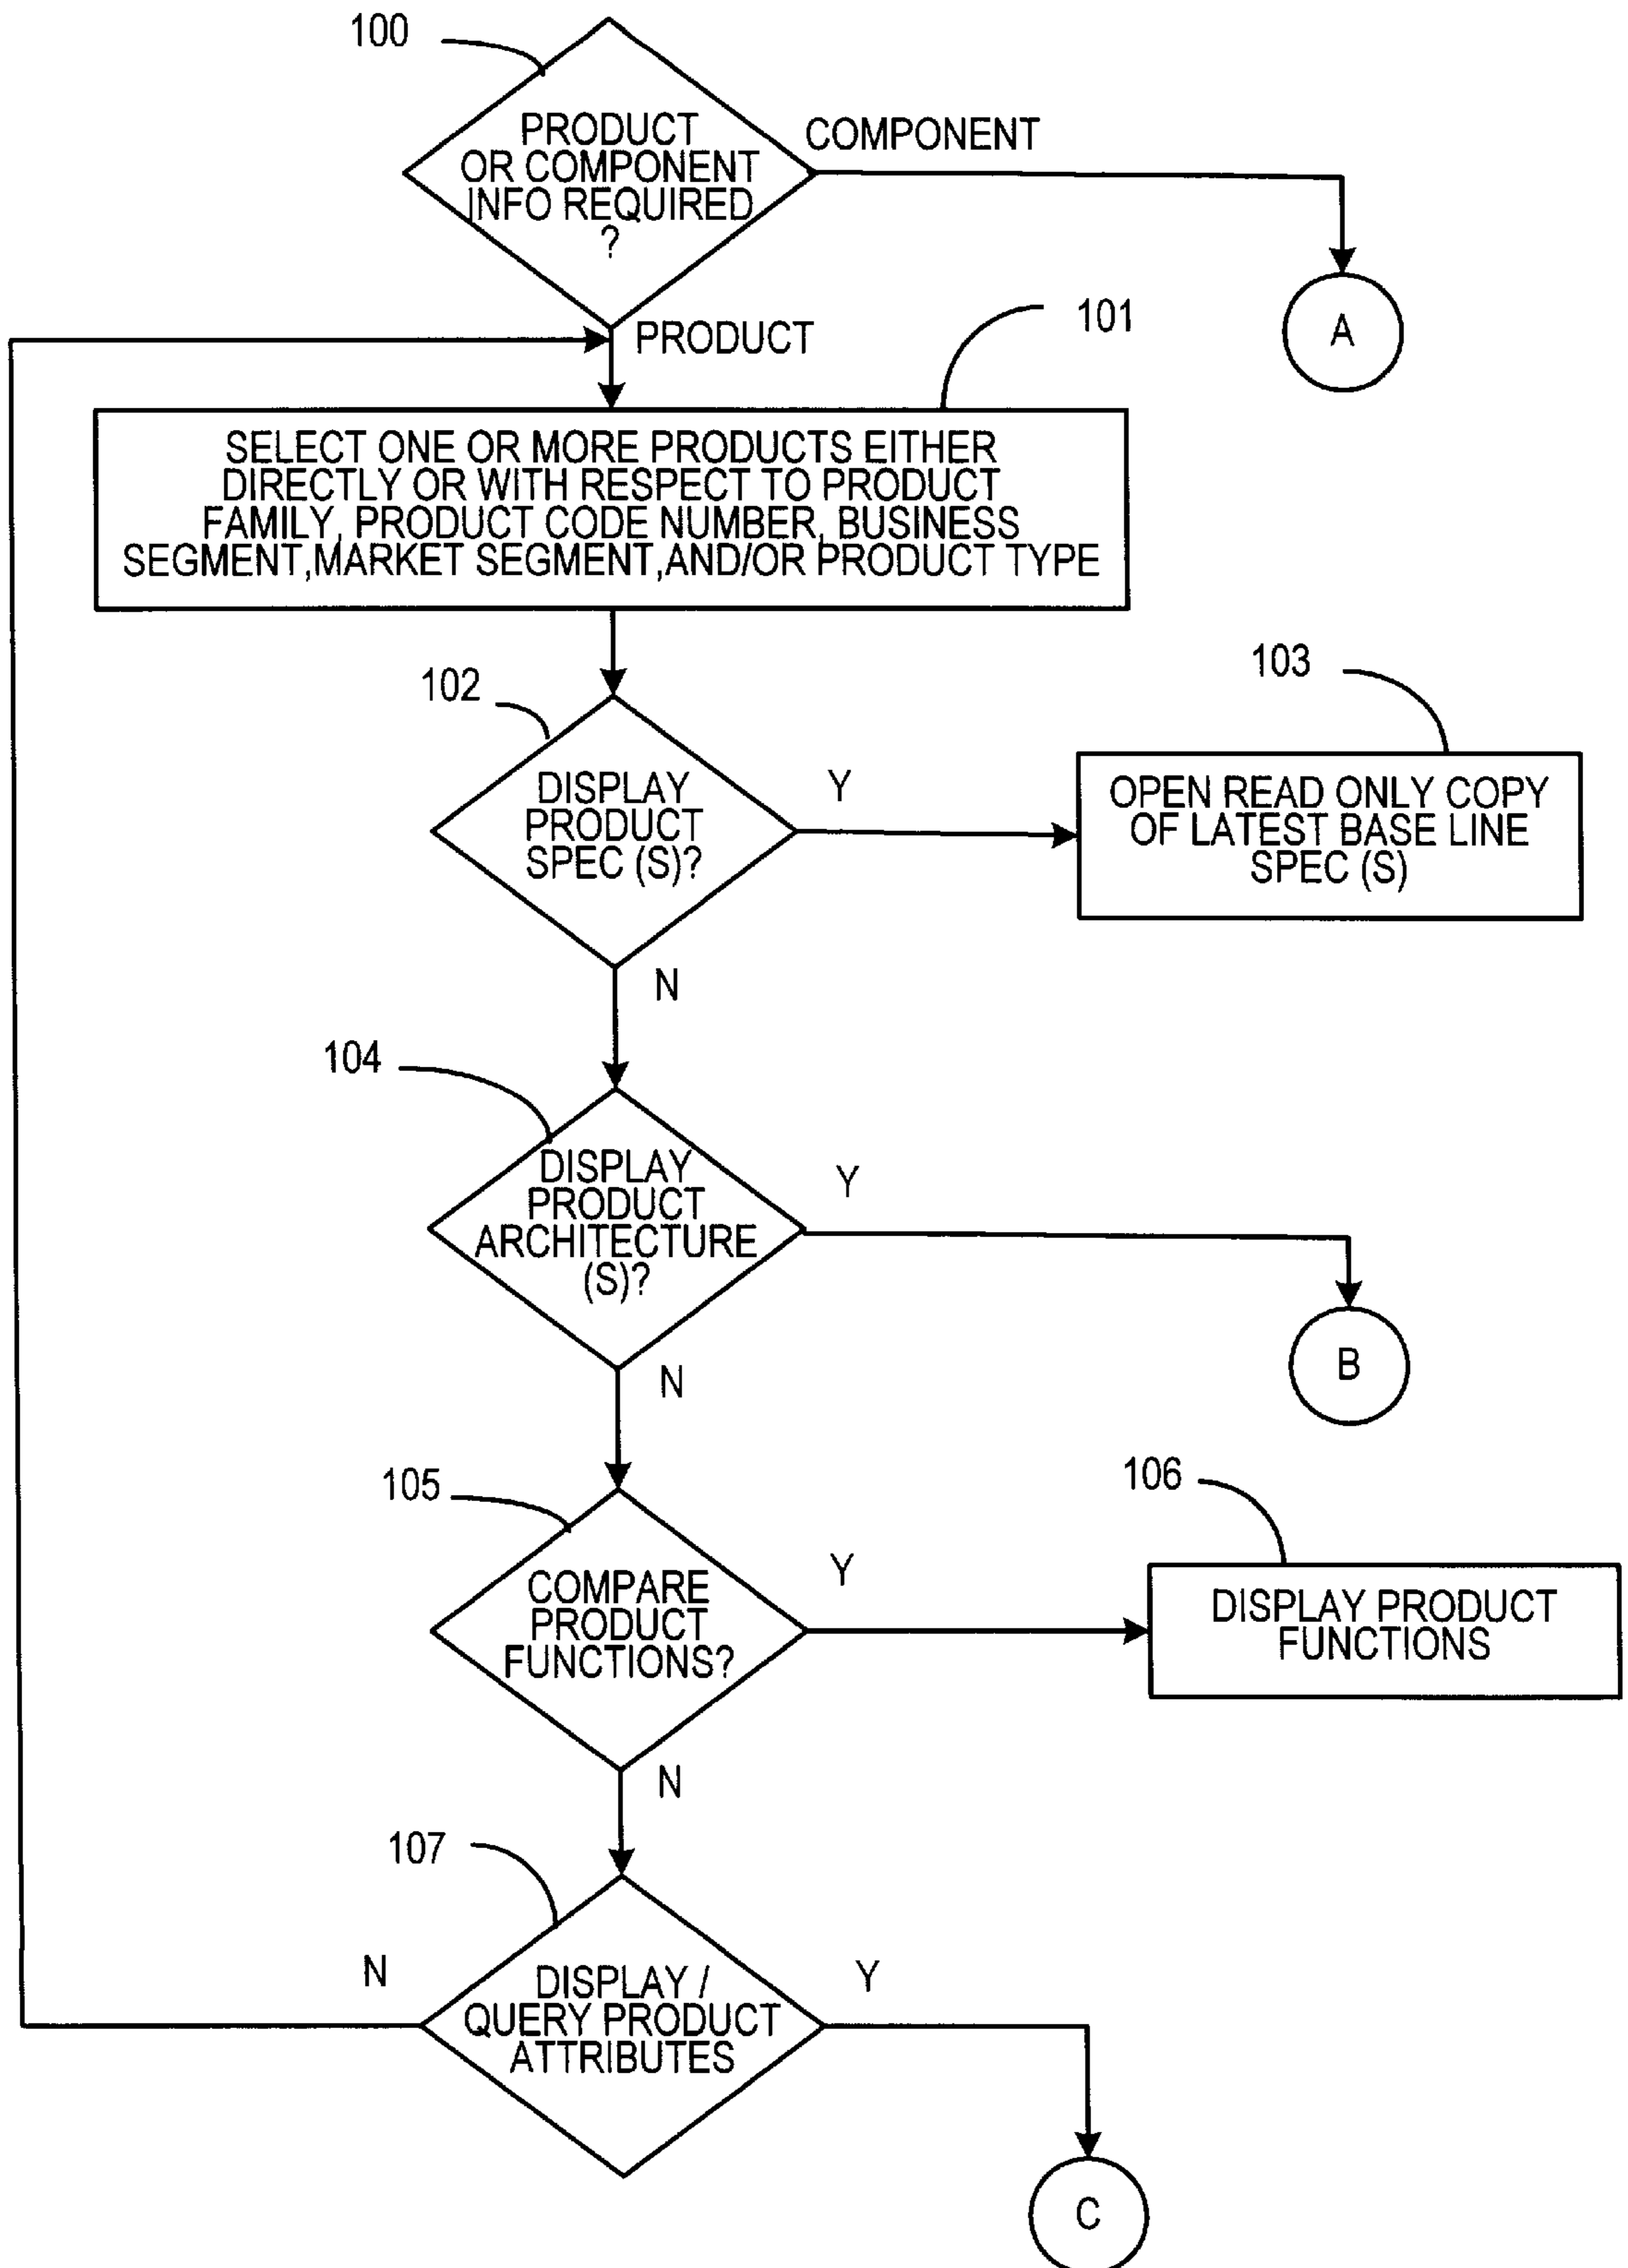 100
PRODUCT
OR COMPONENT
INFO REQUIRED
?
COMPONENT
A
PRODUCT
101
SELECT ONE OR MORE PRODUCTS EITHER
DIRECTLY OR WITH RESPECT TO PRODUCT
FAMILY, PRODUCT CODE NUMBER, BUSINESS
SEGMENT,MARKET SEGMENT,AND/OR PRODUCT TYPE
102
DISPLAY
PRODUCT
SPEC (S)?
Y
103
OPEN READ ONLY COPY
OF LATEST BASE LINE
SPEC (S)
N
104
DISPLAY
PRODUCT
ARCHITECTURE
(S)?
Y
B
N
105
COMPARE
PRODUCT
FUNCTIONS?
Y
106
DISPLAY PRODUCT
FUNCTIONS
N
107
N
DISPLAY /
QUERY PRODUCT
ATTRIBUTES
Y
C